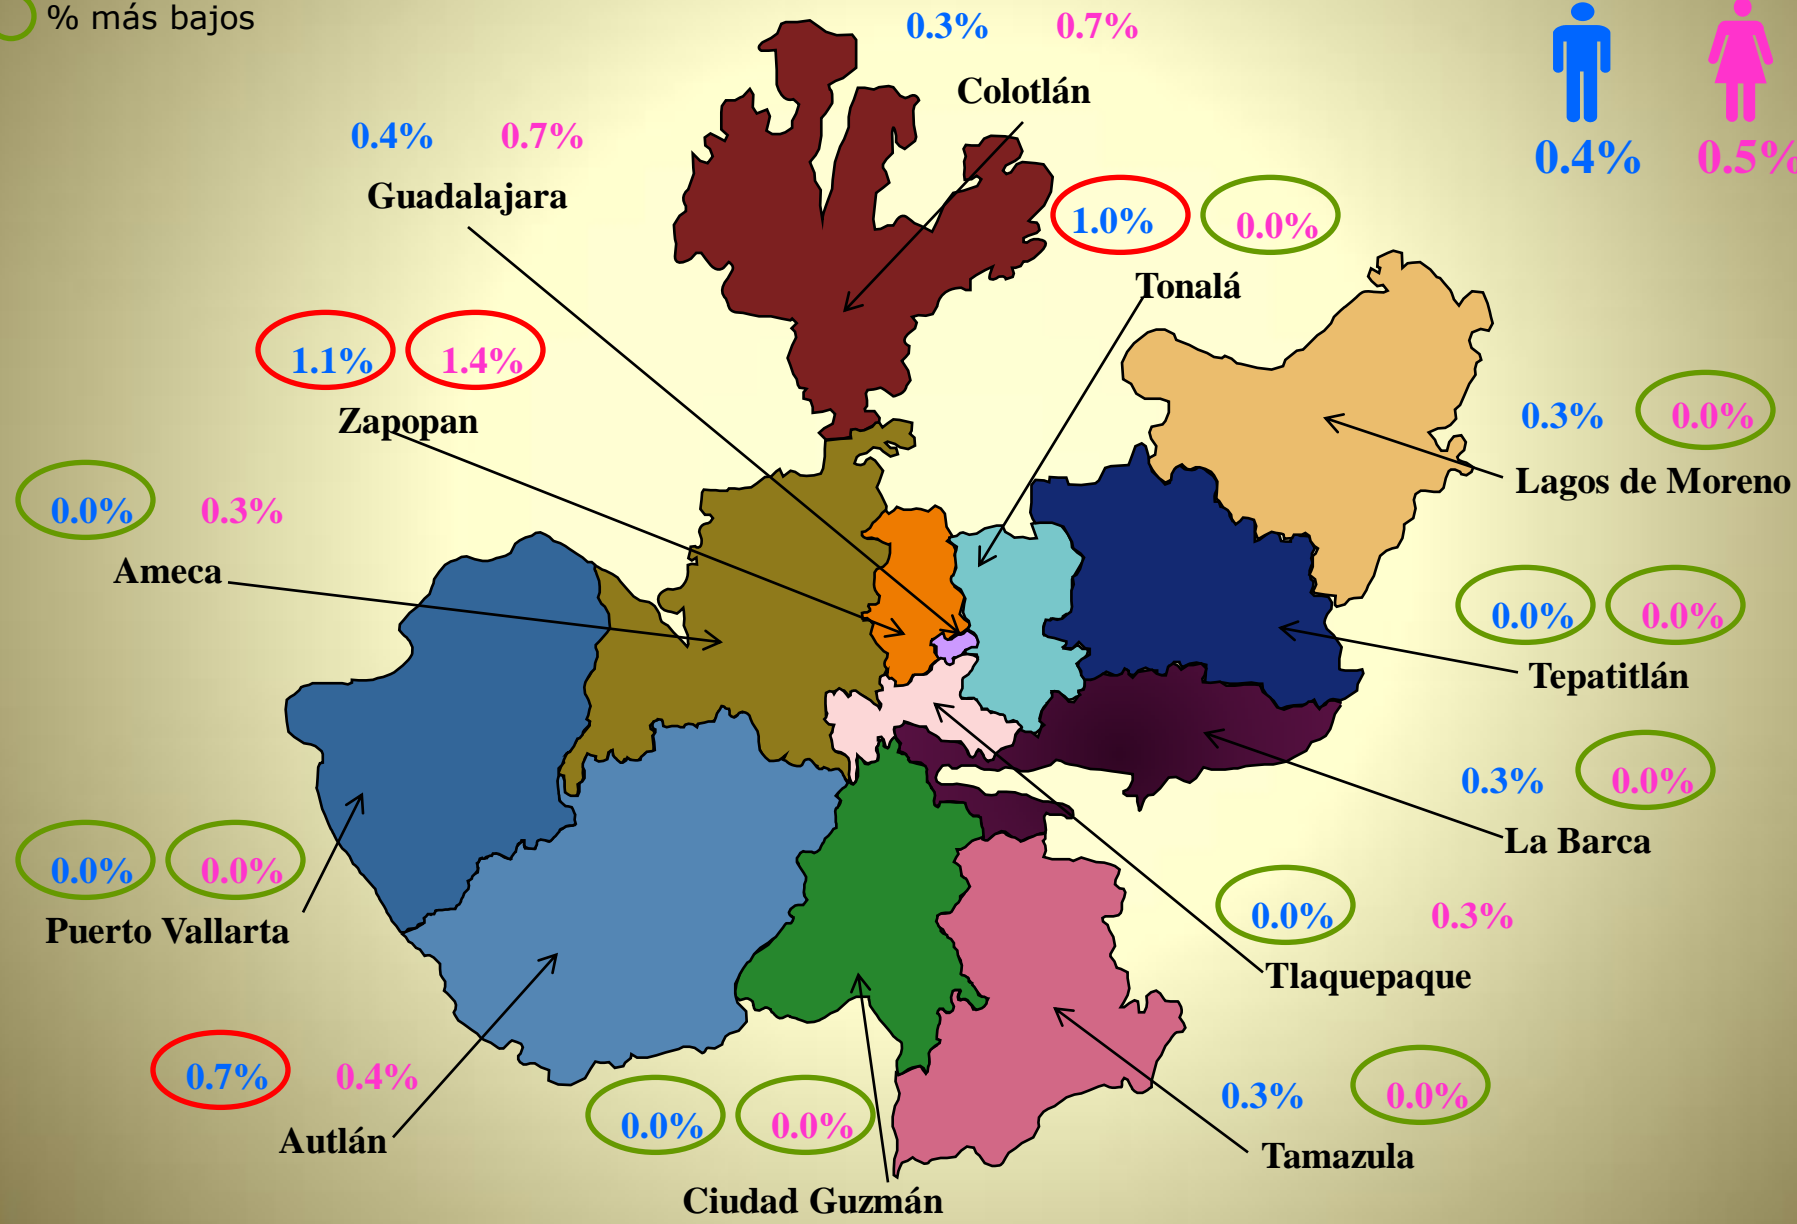 % más bajos
0.3% 0.7%
Colotlán
0.4% 0.5%
0.4% 0.7%
Guadalajara
1.0% 0.0%
Tonalá
1.1% 1.4%
Zapopan
0.3% 0.0%
Lagos de Moreno
0.0% 0.3%
Ameca
0.0% 0.0%
Tepatitlán
0.3% 0.0%
La Barca
0.0% 0.0%
Puerto Vallarta
0.0% 0.3%
Tlaquepaque
0.7% 0.4%
Autlán
0.0% 0.0%
Ciudad Guzmán
0.3% 0.0%
Tamazula